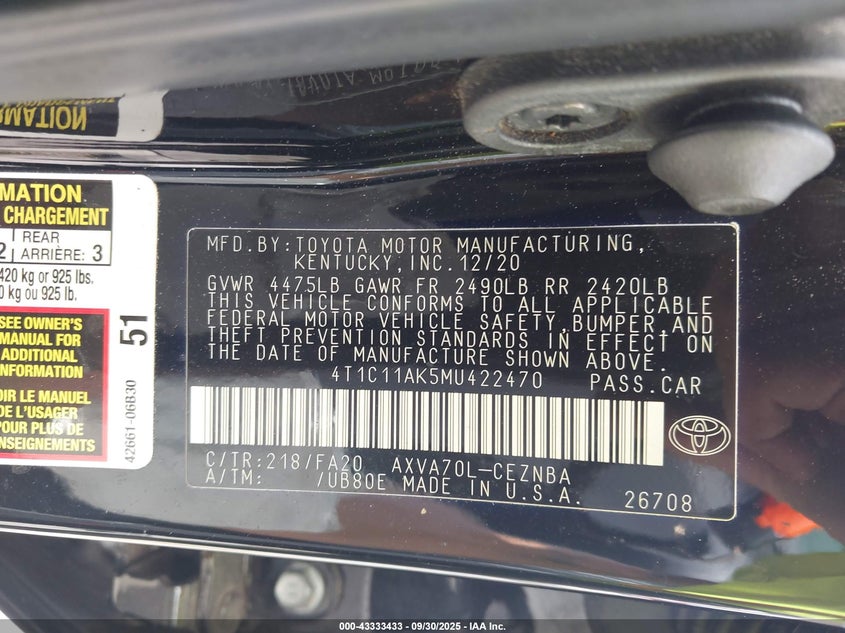 MATION
CHARGEMENT
REAR
2 ARRIÈRE: 3
420 kg or 925 lbs.
0 kg ou 925 lb.
SEE OWNER'S
MANUAL FOR
ADDITIONAL
INFORMATION
OIR LE MANUEL
DE L'USAGER
POUR PLUS DE
ENSEIGNEMENTS
51
42661-06B30
MFD.BY:TOYOTA MOTOR MANUFACTURING,
KENTUCKY,INC.12/20
GVWR 4475LB GAWR FR 2490LB RR 2420LB
THIS VEHICLE CONFORMS TO ALL APPLICABLE
FEDERAL MOTOR VEHICLE SAFETY,BUMPER,AND
THEFT PREVENTION STANDARDS IN EFFECT ON
THE DATE OF MANUFACTURE SHOWN ABOVE.
4T1C11AK5MU422470 PASS.CAR
C/TR:218/FA20 AXVA70L-CEZNBA
A/TM: /UB80E MADE IN U.S.A.
26708
000-43333433 - 09/30/2025 - IAA Inc.